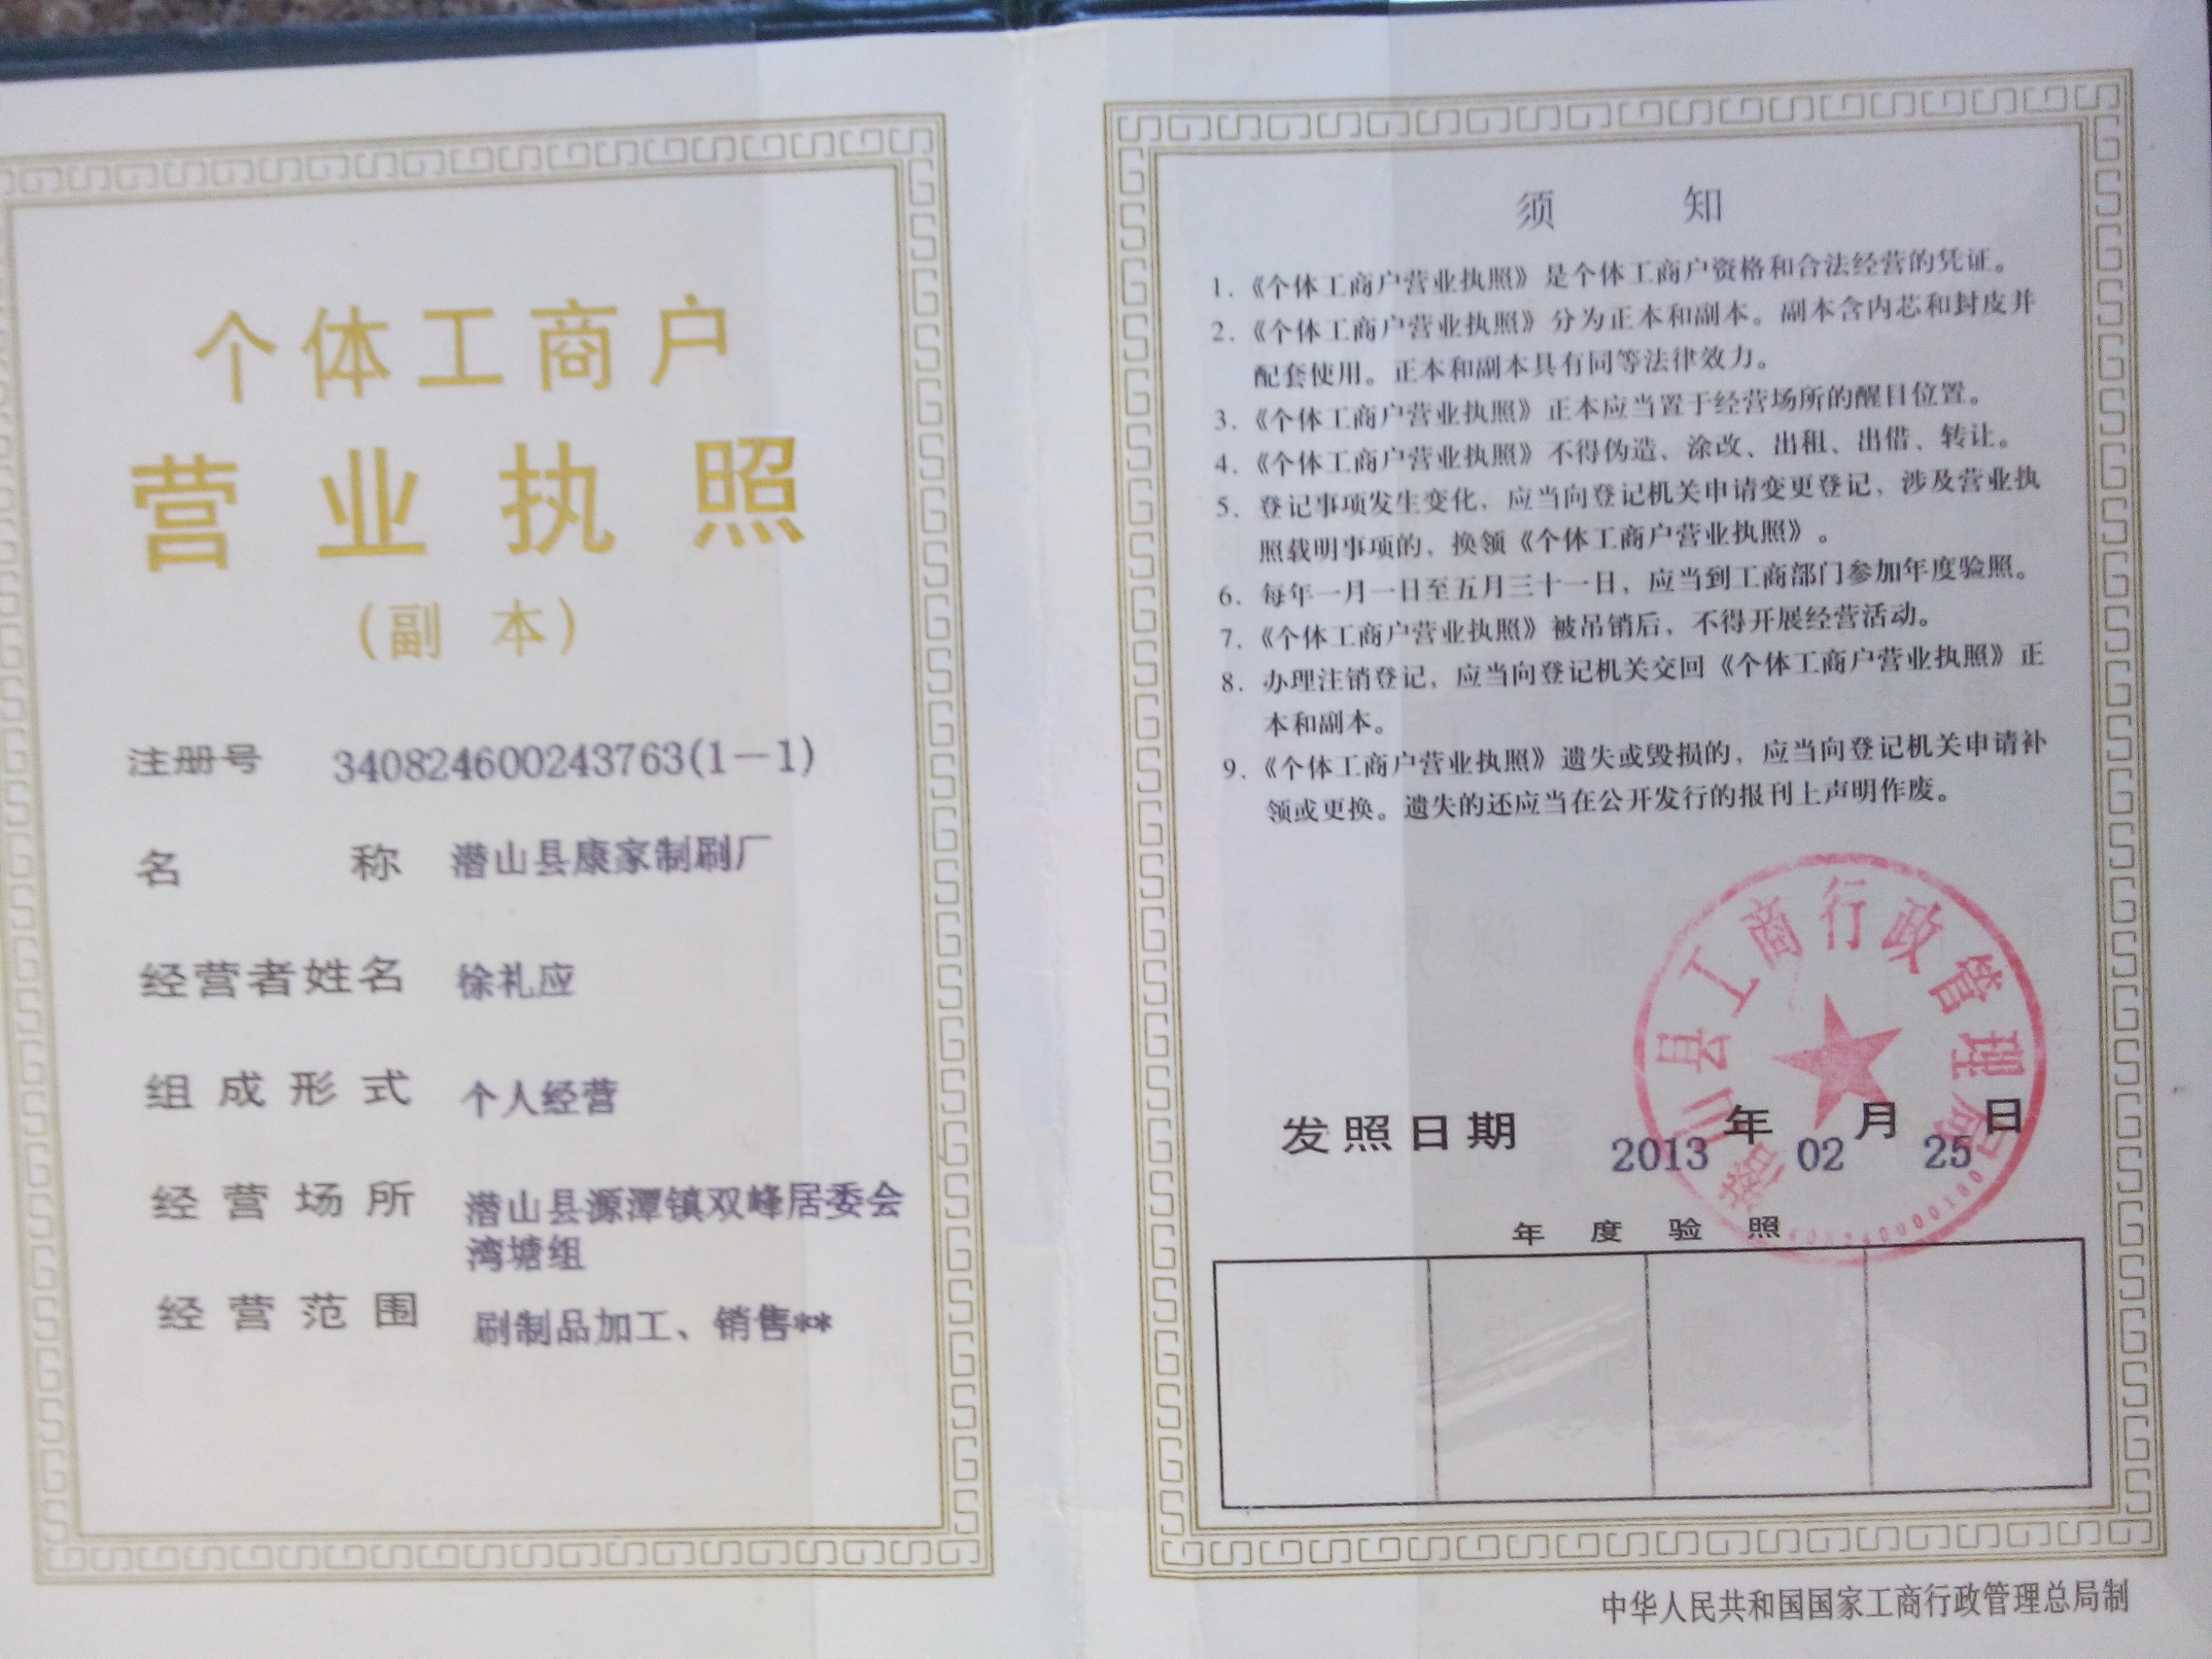 个体工商户
营业执照
(副 本)
注册号 340824600243763(1-1)
名 称 潜山县康家制刷厂
经营者姓名 徐礼应
组成形式 个人经营
经营场所 潜山县源潭镇双峰居委会
湾塘组
经营范围 刷制品加工、销售**
须 知
1.《个体工商户营业执照》是个体工商户资格和合法经营的凭证。
2.《个体工商户营业执照》分为正本和副本。副本含内芯和封皮并
配套使用。正本和副本具有同等法律效力。
3.《个体工商户营业执照》正本应当置于经营场所的醒目位置。
4.《个体工商户营业执照》不得伪造、涂改、出租、出借、转让。
5. 登记事项发生变化，应当向登记机关申请变更登记，涉及营业执
照载明事项的，换领《个体工商户营业执照》。
6. 每年一月一日至五月三十一日，应当到工商部门参加年度验照。
7.《个体工商户营业执照》被吊销后，不得开展经营活动。
8. 办理注销登记，应当向登记机关交回《个体工商户营业执照》正
本和副本。
9.《个体工商户营业执照》遗失或毁损的，应当向登记机关申请补
领或更换。遗失的还应当在公开发行的报刊上声明作废。
潜山县工商行政管理局
发照日期 2013年02月25日
年度验照
中华人民共和国国家工商行政管理总局制